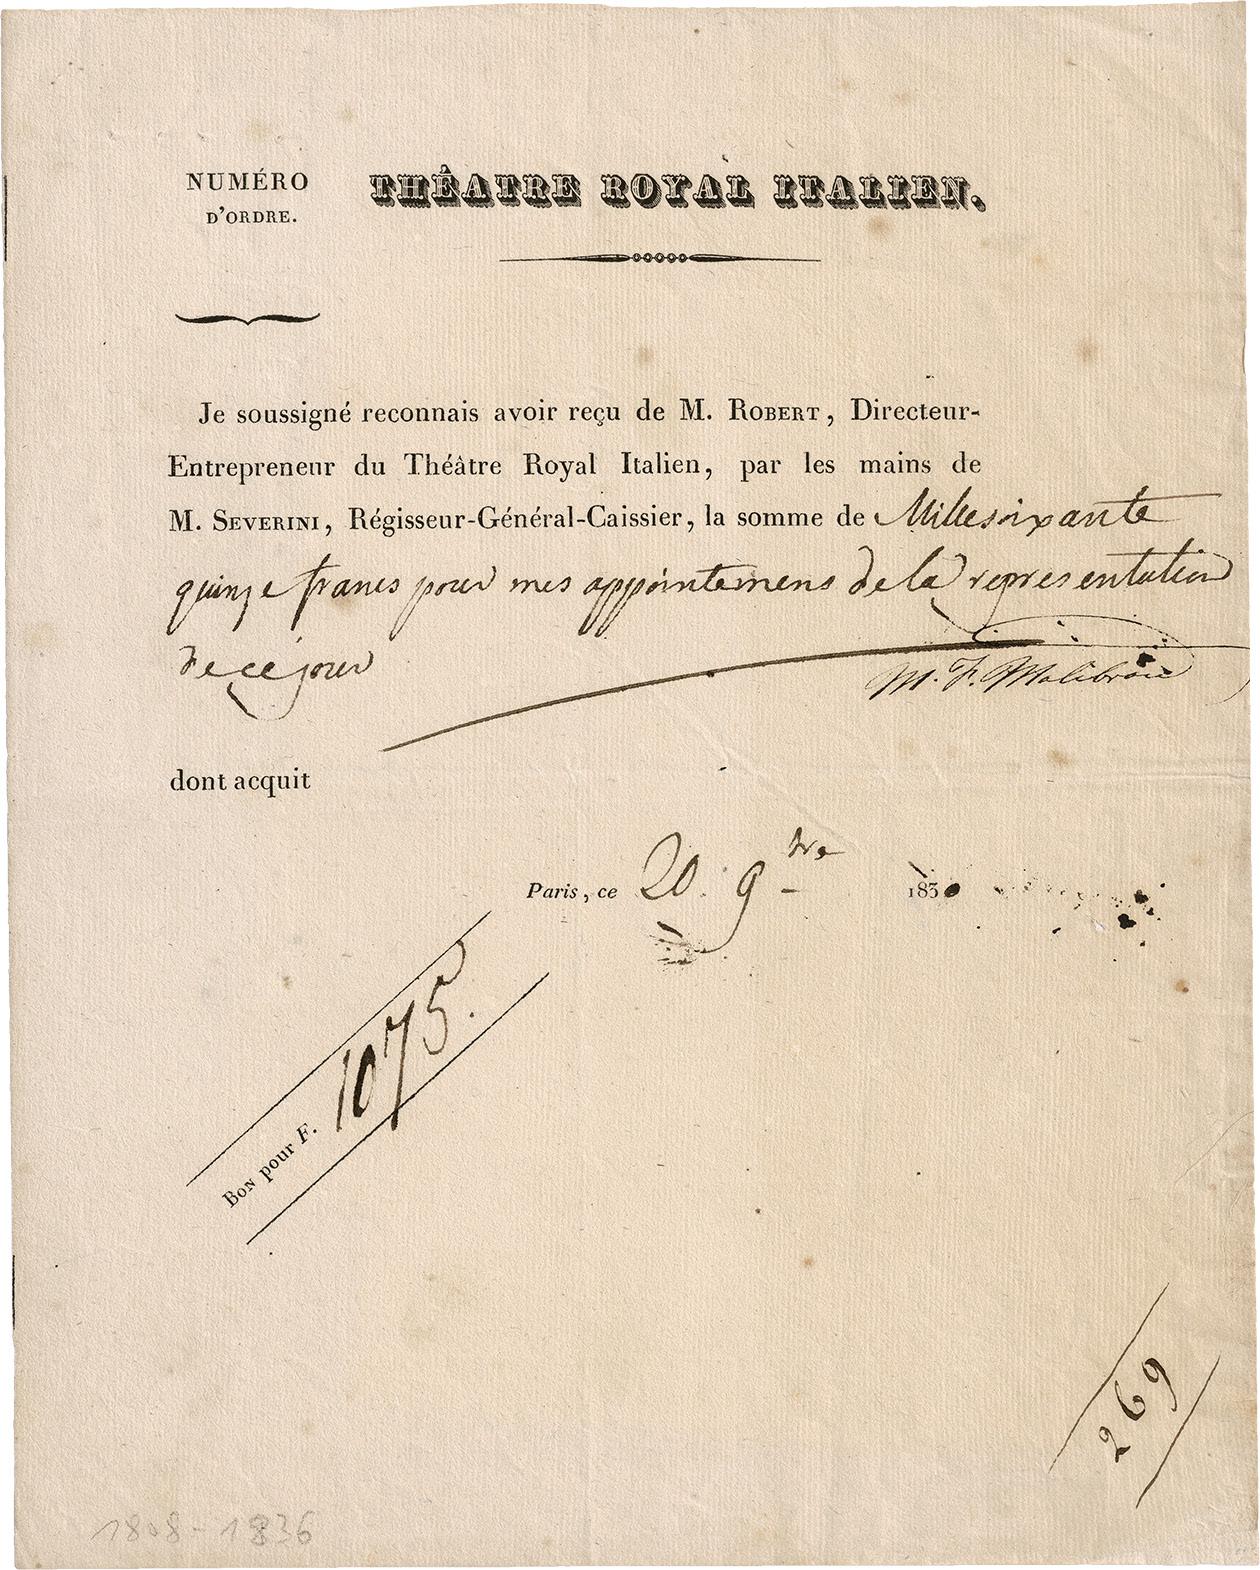 NUMÉRO
D'ORDRE.
THÉATRE ROYAL ITALIEN.
Je soussigné reconnais avoir reçu de M. ROBERT, Directeur-
Entrepreneur du Théâtre Royal Italien, par les mains de
M. SEVERINI, Régisseur-Général-Caissier, la somme de Mille soixante
quinze francs pour mes appointemens de la representation
de ce jour
M. F. Malibran
dont acquit
Paris, ce 20. 9bre 1830
BON pour F. 1075.
269
1808-1836